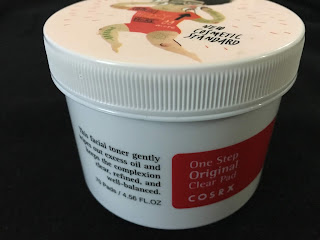 NEW
COSMETIC
STANDARD
This facial toner gently
wipes out excess oil and
keeps the complexion
clear, refined, and
well-balanced.
70 Pads / 4.56 FL.OZ
One Step
Original
Clear Pad
COSRX